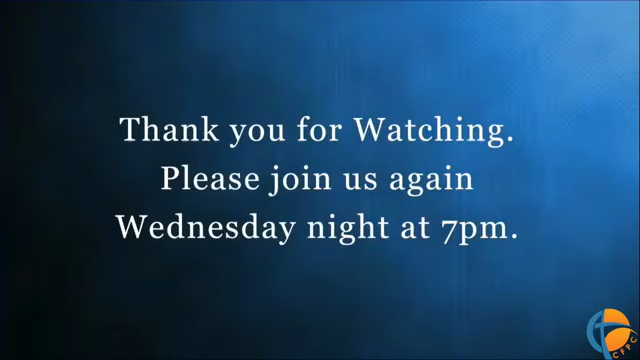 Thank you for Watching.
Please join us again
Wednesday night at 7pm.
CFPC